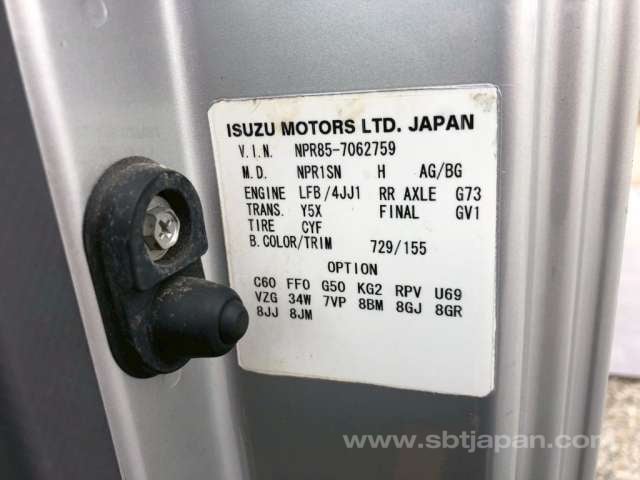 ISUZU MOTORS LTD. JAPAN
V.I.N. NPR85-7062759
M.D. NPR1SN H AG/BG
ENGINE LFB/4JJ1 RR AXLE G73
TRANS. Y5X FINAL GV1
TIRE CYF
B.COLOR/TRIM 729/155
OPTION
C60 FF0 G50 KG2 RPV U69
VZG 34W 7VP 8BM 8GJ 8GR
8JJ 8JM
www.sbtjapan.com